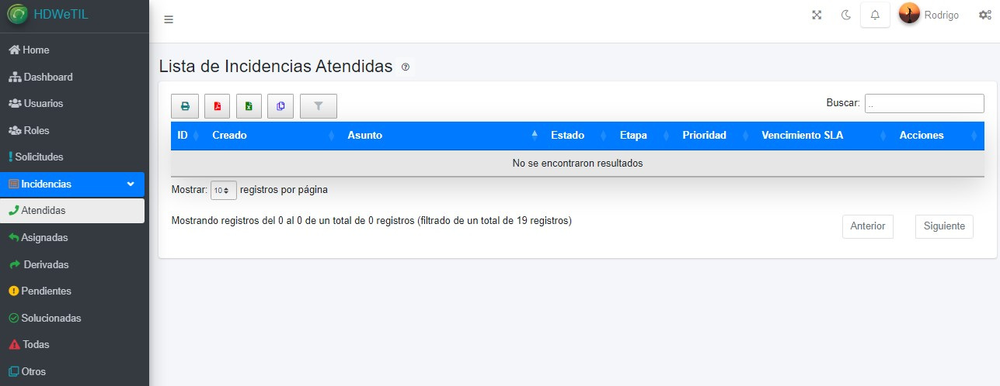 HDWeTIL
Rodrigo
Home
Dashboard
Usuarios
Roles
Solicitudes
Incidencias
Atendidas
Asignadas
Derivadas
Pendientes
Solucionadas
Todas
Otros
Lista de Incidencias Atendidas
Buscar: ..
ID Creado Asunto Estado Etapa Prioridad Vencimiento SLA Acciones
No se encontraron resultados
Mostrar: 10 registros por página
Mostrando registros del 0 al 0 de un total de 0 registros (filtrado de un total de 19 registros)
Anterior Siguiente